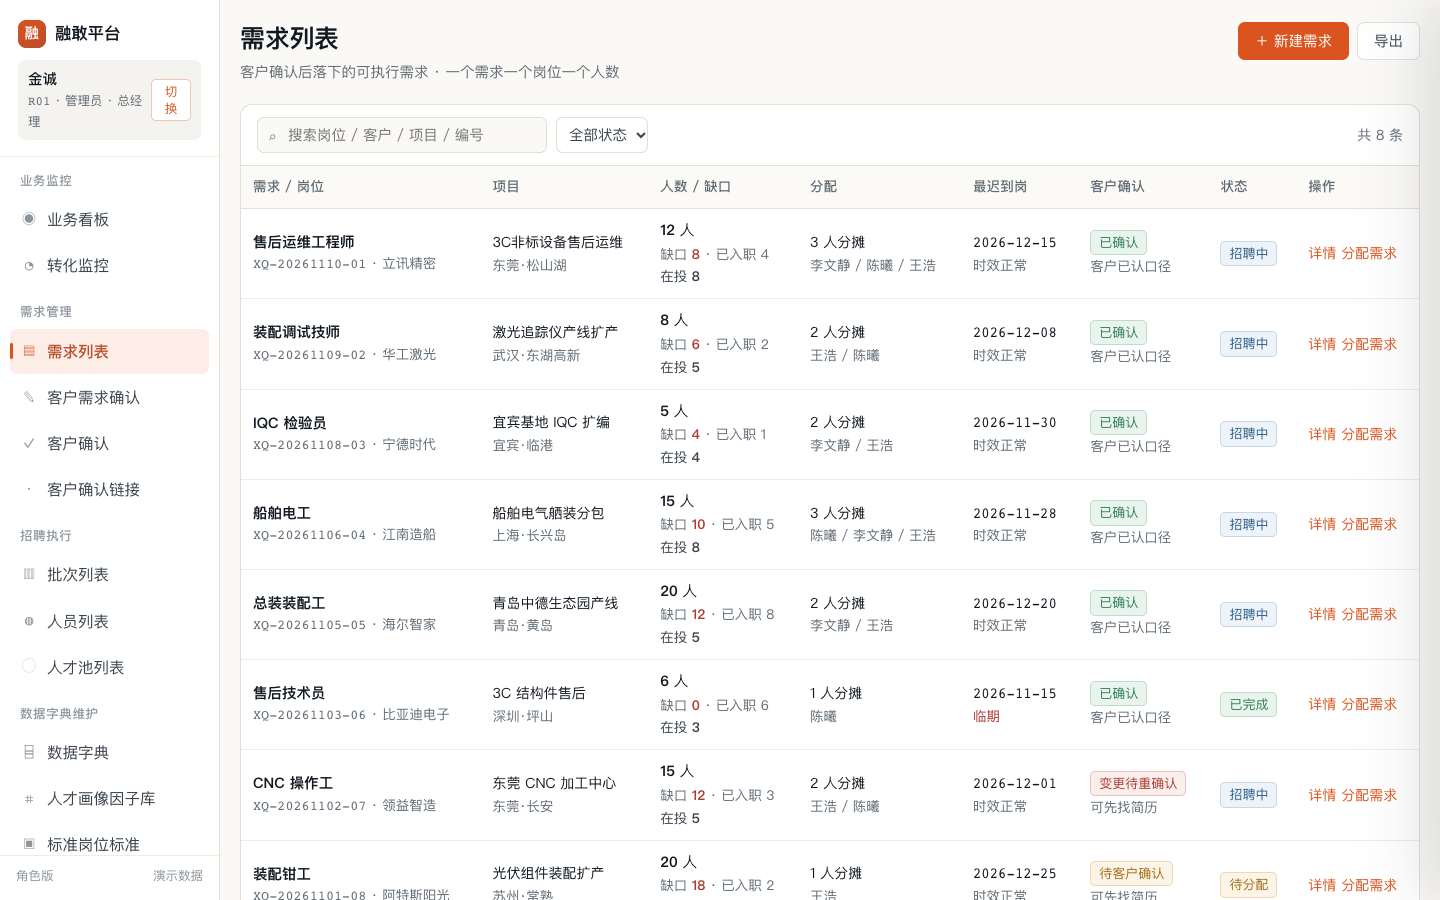 融 融敢平台
金诚
R01 · 管理员 · 总经理
切换
业务监控
业务看板
转化监控
需求管理
需求列表
客户需求确认
客户确认
客户确认链接
招聘执行
批次列表
人员列表
人才池列表
数据字典维护
数据字典
人才画像因子库
标准岗位标准
角色版 演示数据
需求列表
客户确认后落下的可执行需求 · 一个需求一个岗位一个人数
＋ 新建需求 导出
搜索岗位 / 客户 / 项目 / 编号 全部状态 共 8 条
需求 / 岗位 项目 人数 / 缺口 分配 最迟到岗 客户确认 状态 操作
售后运维工程师 3C非标设备售后运维 12 人 3 人分摊 2026-12-15 已确认 招聘中 详情 分配需求
XQ-20261110-01 · 立讯精密 东莞·松山湖 缺口 8 · 已入职 4 李文静 / 陈曦 / 王浩 时效正常 客户已认口径
在投 8
装配调试技师 激光追踪仪产线扩产 8 人 2 人分摊 2026-12-08 已确认 招聘中 详情 分配需求
XQ-20261109-02 · 华工激光 武汉·东湖高新 缺口 6 · 已入职 2 王浩 / 陈曦 时效正常 客户已认口径
在投 5
IQC 检验员 宜宾基地 IQC 扩编 5 人 2 人分摊 2026-11-30 已确认 招聘中 详情 分配需求
XQ-20261108-03 · 宁德时代 宜宾·临港 缺口 4 · 已入职 1 李文静 / 王浩 时效正常 客户已认口径
在投 4
船舶电工 船舶电气舾装分包 15 人 3 人分摊 2026-11-28 已确认 招聘中 详情 分配需求
XQ-20261106-04 · 江南造船 上海·长兴岛 缺口 10 · 已入职 5 陈曦 / 李文静 / 王浩 时效正常 客户已认口径
在投 8
总装装配工 青岛中德生态园产线 20 人 2 人分摊 2026-12-20 已确认 招聘中 详情 分配需求
XQ-20261105-05 · 海尔智家 青岛·黄岛 缺口 12 · 已入职 8 李文静 / 王浩 时效正常 客户已认口径
在投 5
售后技术员 3C 结构件售后 6 人 1 人分摊 2026-11-15 已确认 已完成 详情 分配需求
XQ-20261103-06 · 比亚迪电子 深圳·坪山 缺口 0 · 已入职 6 陈曦 临期 客户已认口径
在投 3
CNC 操作工 东莞 CNC 加工中心 15 人 2 人分摊 2026-12-01 变更待重确认 招聘中 详情 分配需求
XQ-20261102-07 · 领益智造 东莞·长安 缺口 12 · 已入职 3 王浩 / 陈曦 时效正常 可先找简历
在投 5
装配钳工 光伏组件装配扩产 20 人 1 人分摊 2026-12-25 待客户确认 待分配 详情 分配需求
XQ-20261101-08 · 阿特斯阳光 苏州·常熟 缺口 18 · 已入职 2 王浩 时效正常 可先找简历